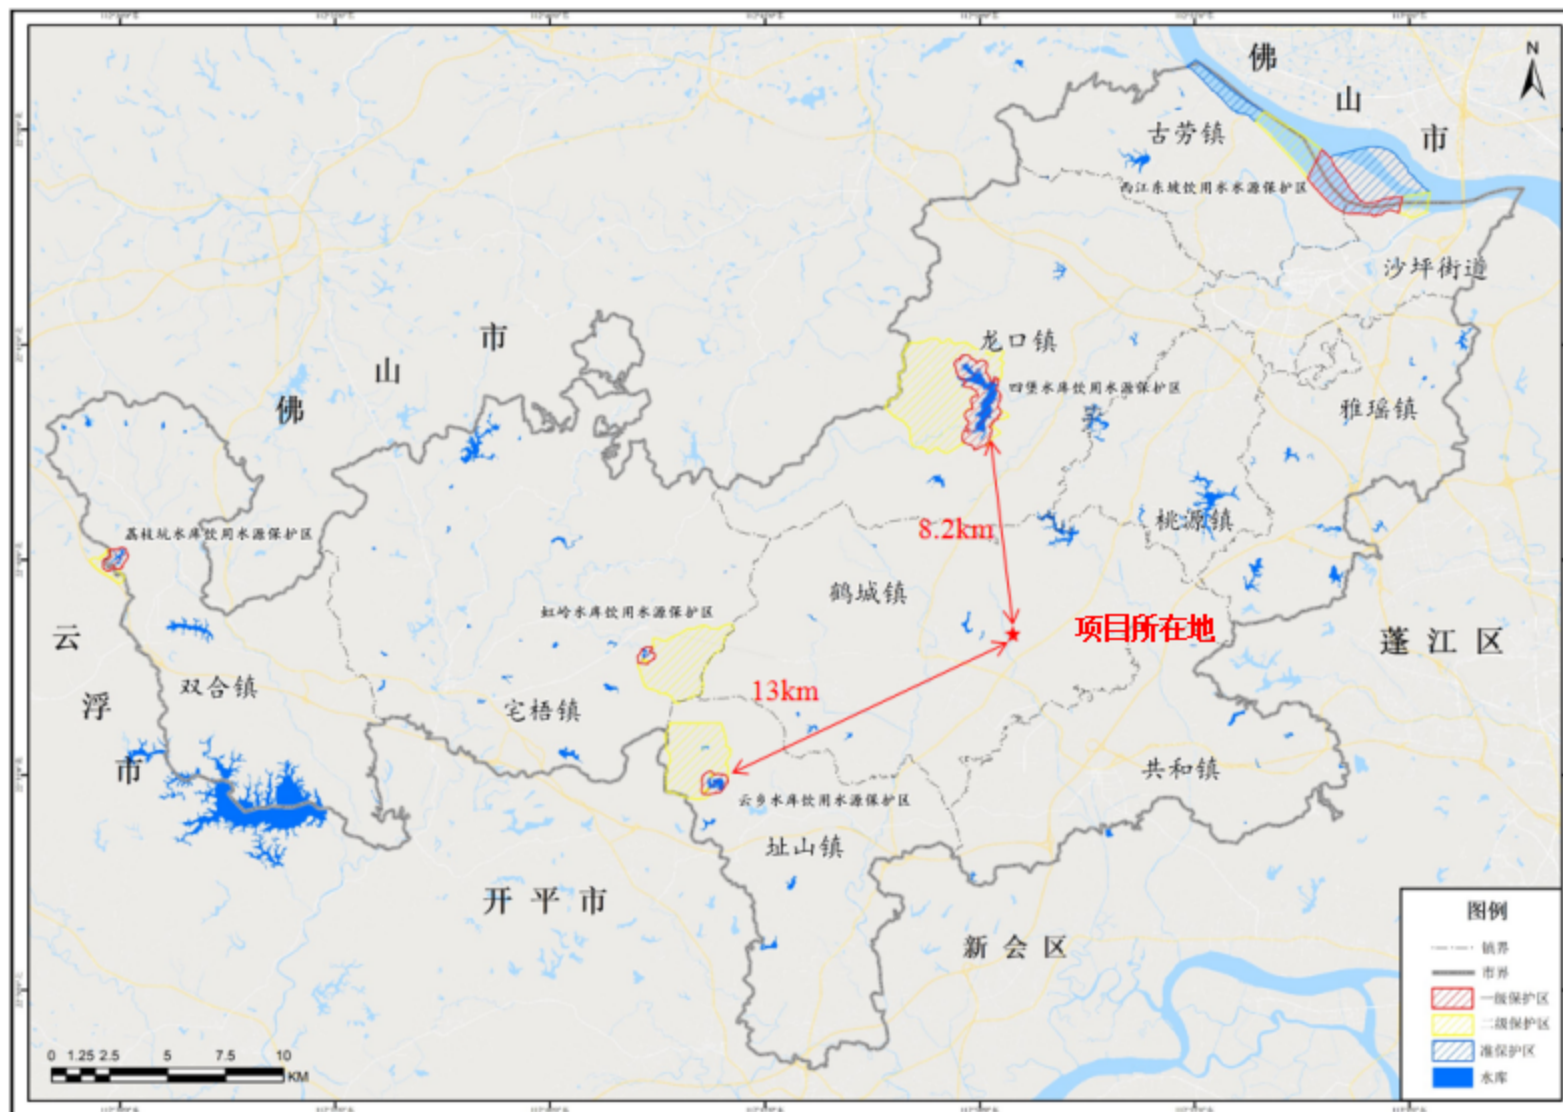 N
佛
山
市
古劳镇
西江东坡饮用水水源保护区
沙坪街道
市
山
佛
龙口镇
四堡水库饮用水源保护区
雅瑶镇
桃源镇
8.2km
荔枝坑水库饮用水源保护区
鹤城镇
虹岭水库饮用水源保护区
项目所在地
蓬江区
云
浮
市
双合镇
宅梧镇
13km
共和镇
云乡水库饮用水源保护区
址山镇
开平市
新会区
图例
镇界
市界
一级保护区
二级保护区
准保护区
水库
0 1.25 2.5 5 7.5 10
KM